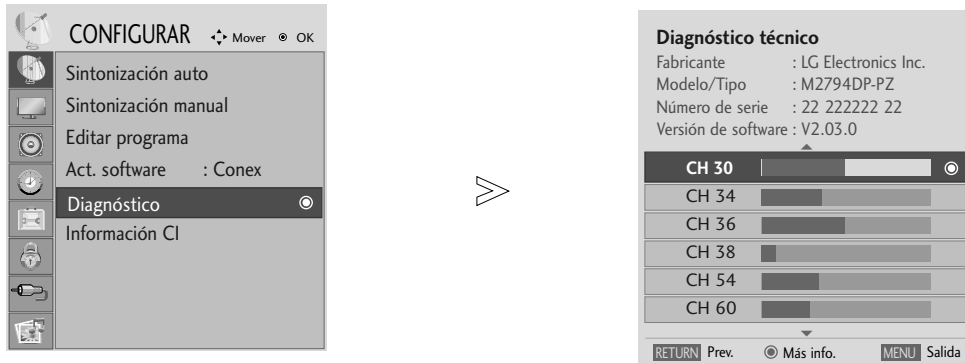 CONFIGURAR Mover OK
Sintonización auto
Sintonización manual
Editar programa
Act. software : Conex
Diagnóstico
Información CI
Diagnóstico técnico
Fabricante : LG Electronics Inc.
Modelo/Tipo : M2794DP-PZ
Número de serie : 22 222222 22
Versión de software : V2.03.0
CH 30
CH 34
CH 36
CH 38
CH 54
CH 60
RETURN Prev. Más info. MENU Salida